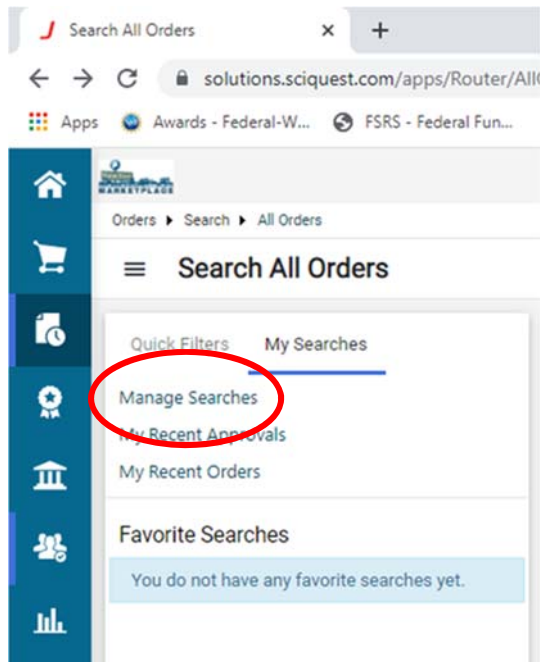 Search All Orders
solutions.sciquest.com/apps/Router/All
Apps Awards - Federal-W... FSRS - Federal Fun...
MARKETPLACE
Orders Search All Orders
Search All Orders
Quick Filters My Searches
Manage Searches
My Recent Approvals
My Recent Orders
Favorite Searches
You do not have any favorite searches yet.